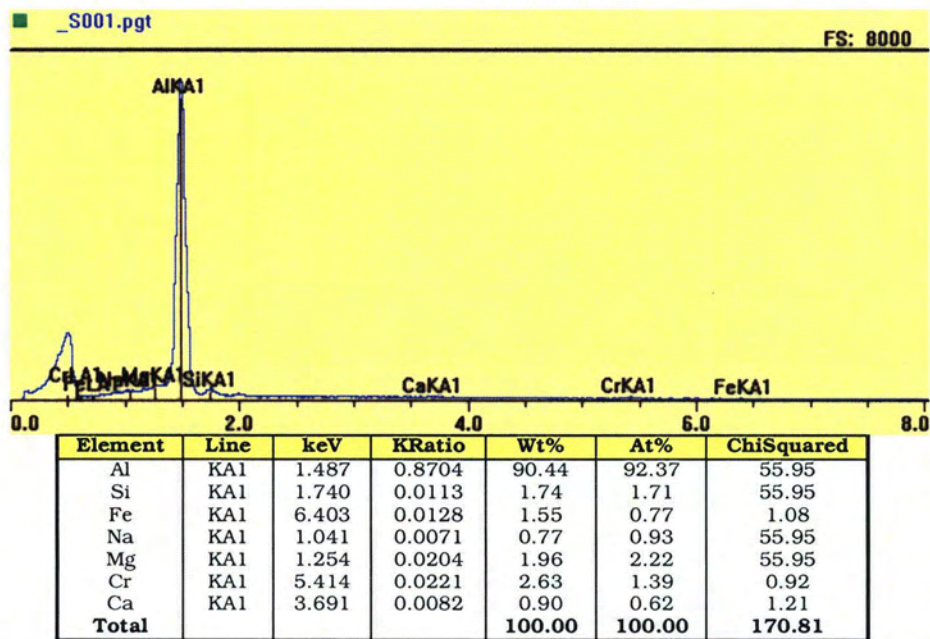 _S001.pgt
FS: 8000
AlKA1
MgKA1
SiKA1
CaKA1
CrKA1
FeKA1
0.0 2.0 4.0 6.0 8.0
Element Line keV KRatio Wt% At% ChiSquared
Al KA1 1.487 0.8704 90.44 92.37 55.95
Si KA1 1.740 0.0113 1.74 1.71 55.95
Fe KA1 6.403 0.0128 1.55 0.77 1.08
Na KA1 1.041 0.0071 0.77 0.93 55.95
Mg KA1 1.254 0.0204 1.96 2.22 55.95
Cr KA1 5.414 0.0221 2.63 1.39 0.92
Ca KA1 3.691 0.0082 0.90 0.62 1.21
Total 100.00 100.00 170.81